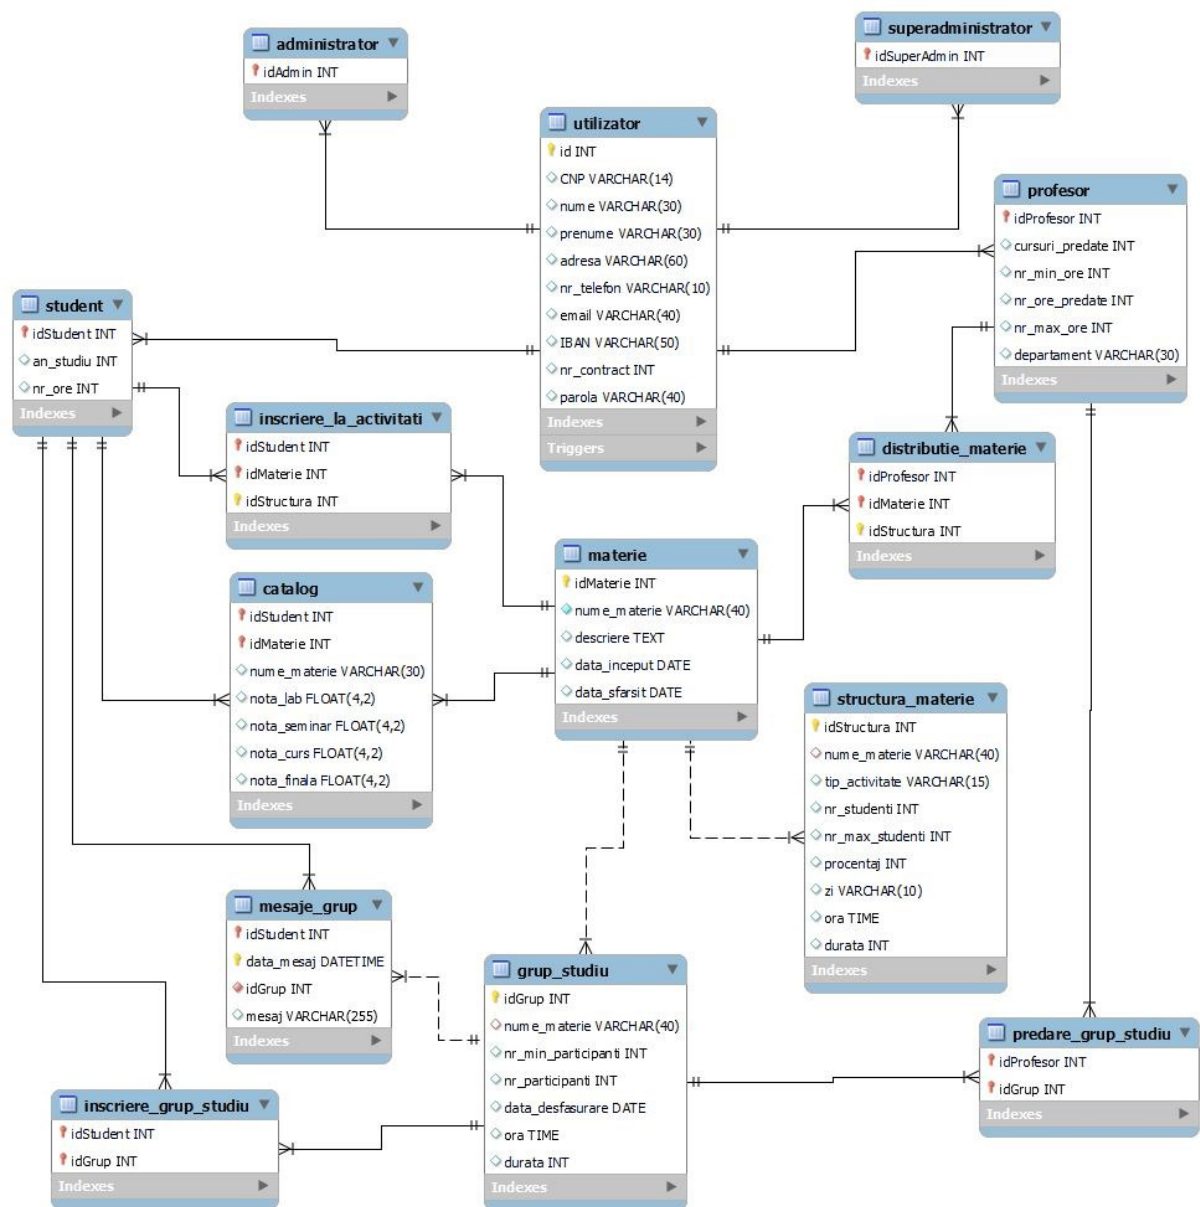 administrator
idAdmin INT
Indexes
superadministrator
idSuperAdmin INT
Indexes
utilizator
id INT
CNP VARCHAR(14)
nume VARCHAR(30)
prenume VARCHAR(30)
adresa VARCHAR(60)
nr_telefon VARCHAR(10)
email VARCHAR(40)
IBAN VARCHAR(50)
nr_contract INT
parola VARCHAR(40)
Indexes
Triggers
profesor
idProfesor INT
cursuri_predate INT
nr_min_ore INT
nr_ore_predate INT
nr_max_ore INT
departament VARCHAR(30)
Indexes
student
idStudent INT
an_studiu INT
nr_ore INT
Indexes
inscriere_la_activitati
idStudent INT
idMaterie INT
idStructura INT
Indexes
distributie_materie
idProfesor INT
idMaterie INT
idStructura INT
Indexes
materie
idMaterie INT
nume_materie VARCHAR(40)
descriere TEXT
data_inceput DATE
data_sfarsit DATE
Indexes
catalog
idStudent INT
idMaterie INT
nume_materie VARCHAR(30)
nota_lab FLOAT(4,2)
nota_seminar FLOAT(4,2)
nota_curs FLOAT(4,2)
nota_finala FLOAT(4,2)
Indexes
structura_materie
idStructura INT
nume_materie VARCHAR(40)
tip_activitate VARCHAR(15)
nr_studenti INT
nr_max_studenti INT
procentaj INT
zi VARCHAR(10)
ora TIME
durata INT
Indexes
mesaje_grup
idStudent INT
data_mesaj DATETIME
idGrup INT
mesaj VARCHAR(255)
Indexes
grup_studiu
idGrup INT
nume_materie VARCHAR(40)
nr_min_participanti INT
nr_participanti INT
data_desfasurare DATE
ora TIME
durata INT
Indexes
predare_grup_studiu
idProfesor INT
idGrup INT
Indexes
inscriere_grup_studiu
idStudent INT
idGrup INT
Indexes